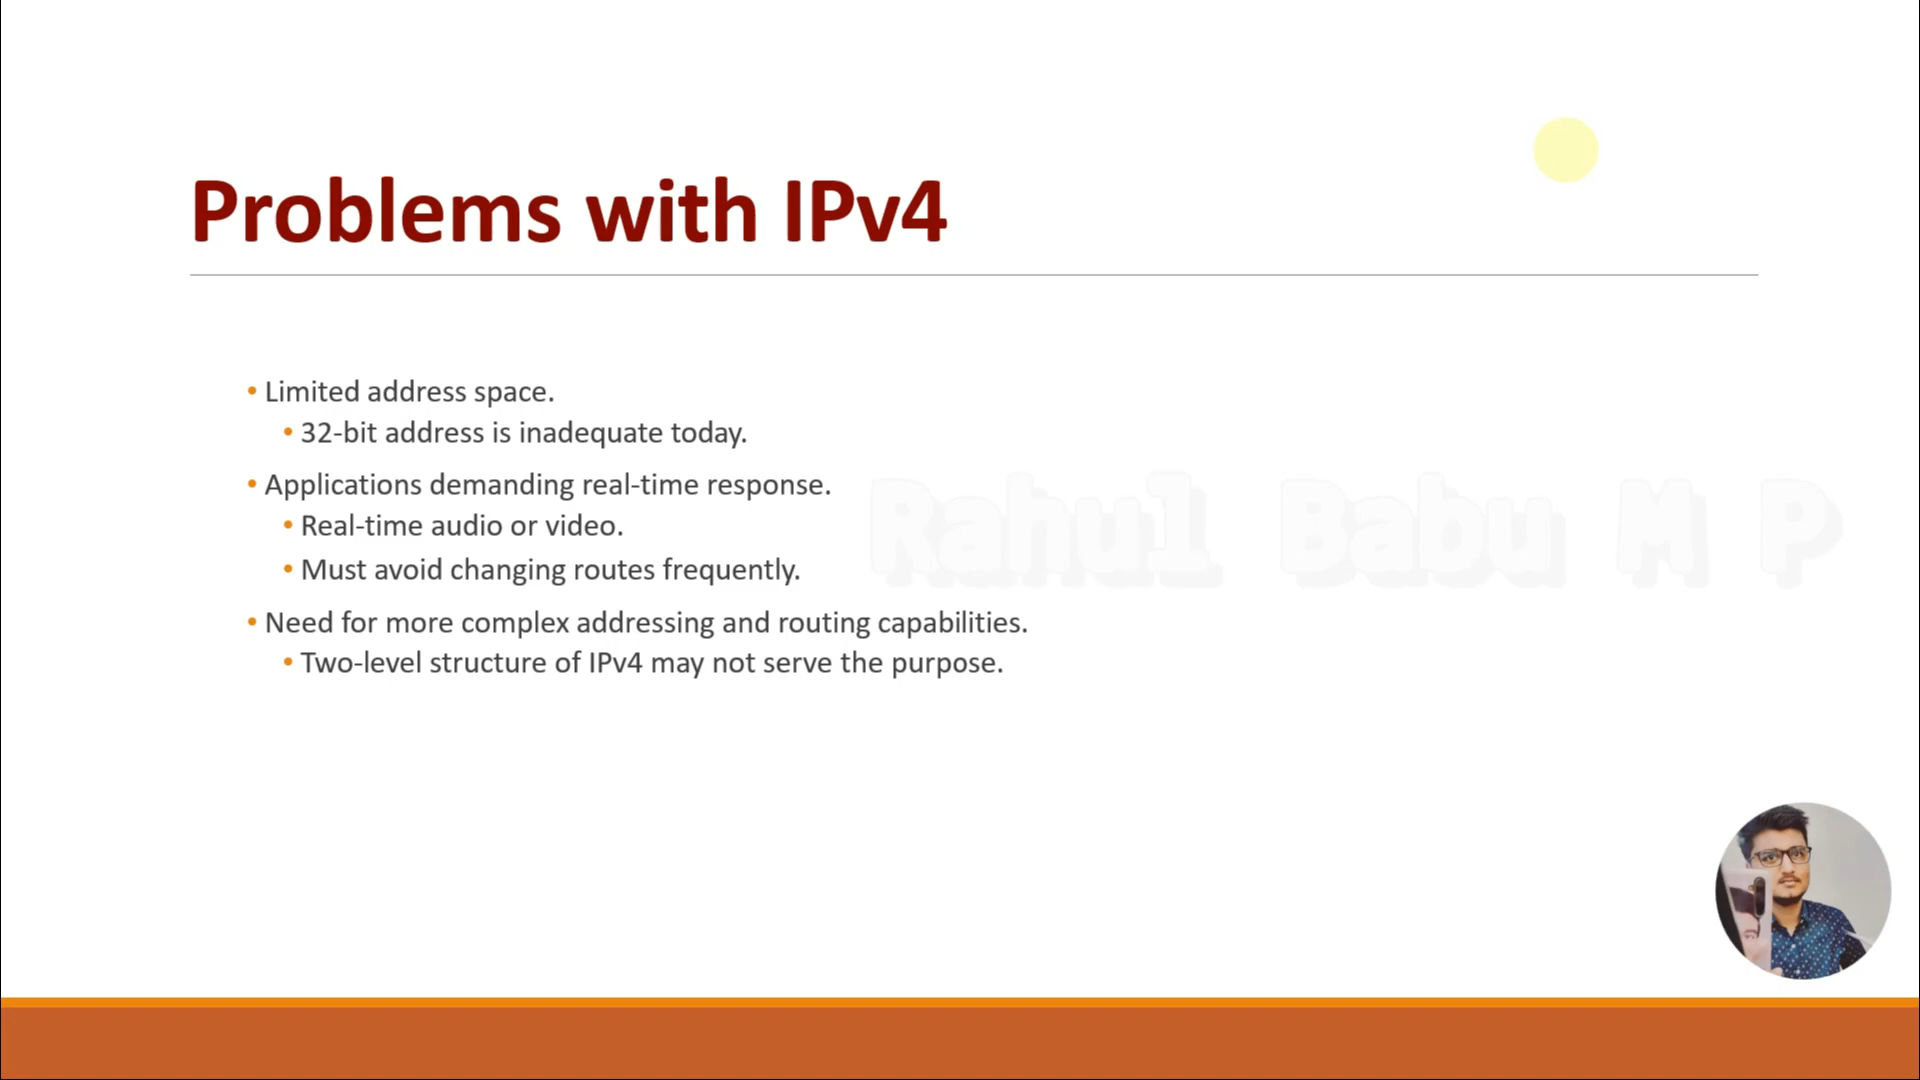 Problems with IPv4
• Limited address space.
• 32-bit address is inadequate today.
• Applications demanding real-time response.
• Real-time audio or video.
Rahul Babu M P
• Must avoid changing routes frequently.
• Need for more complex addressing and routing capabilities.
• Two-level structure of IPv4 may not serve the purpose.